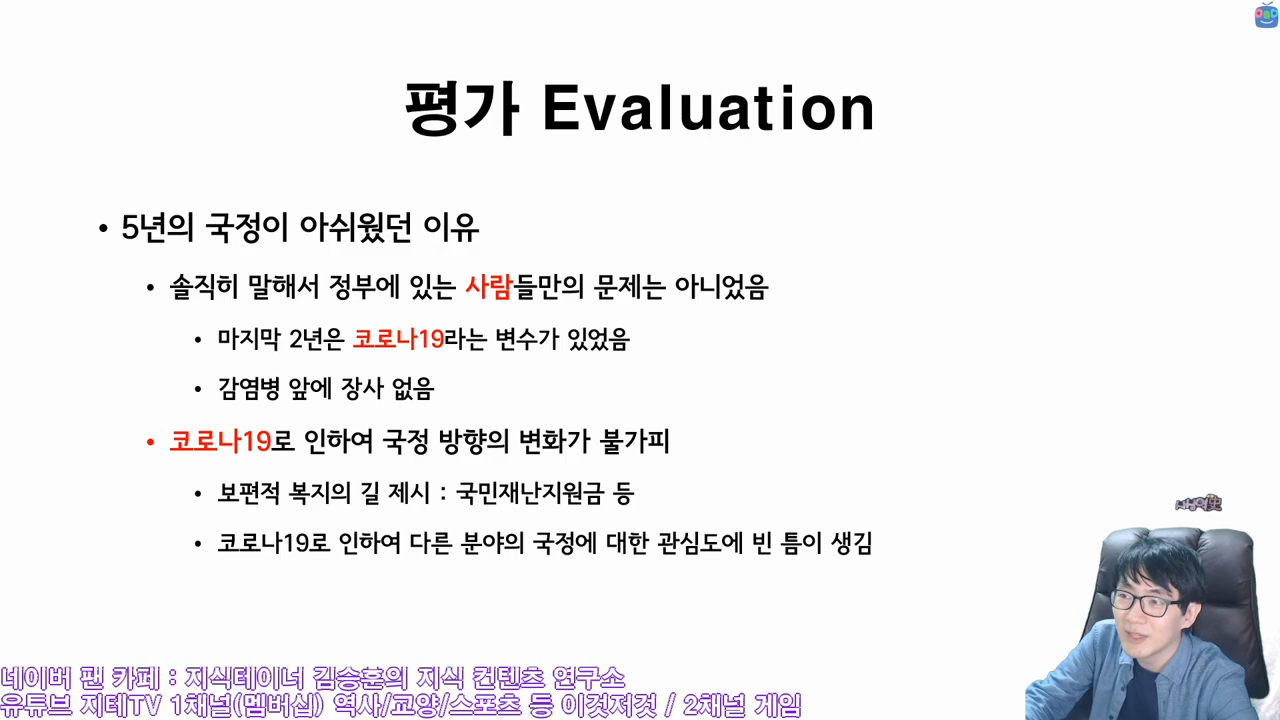 평가 Evaluation
• 5년의 국정이 아쉬웠던 이유
• 솔직히 말해서 정부에 있는 사람들만의 문제는 아니었음
• 마지막 2년은 코로나19라는 변수가 있었음
• 감염병 앞에 장사 없음
• 코로나19로 인하여 국정 방향의 변화가 불가피
• 보편적 복지의 길 제시 : 국민재난지원금 등
• 코로나19로 인하여 다른 분야의 국정에 대한 관심도에 빈 틈이 생김
네이버 팬 카페 : 지식테이너 김승훈의 지식 컨텐츠 연구소
유튜브 지테TV 1채널(멤버십) 역사/교양/스포츠 등 이것저것 / 2채널 게임